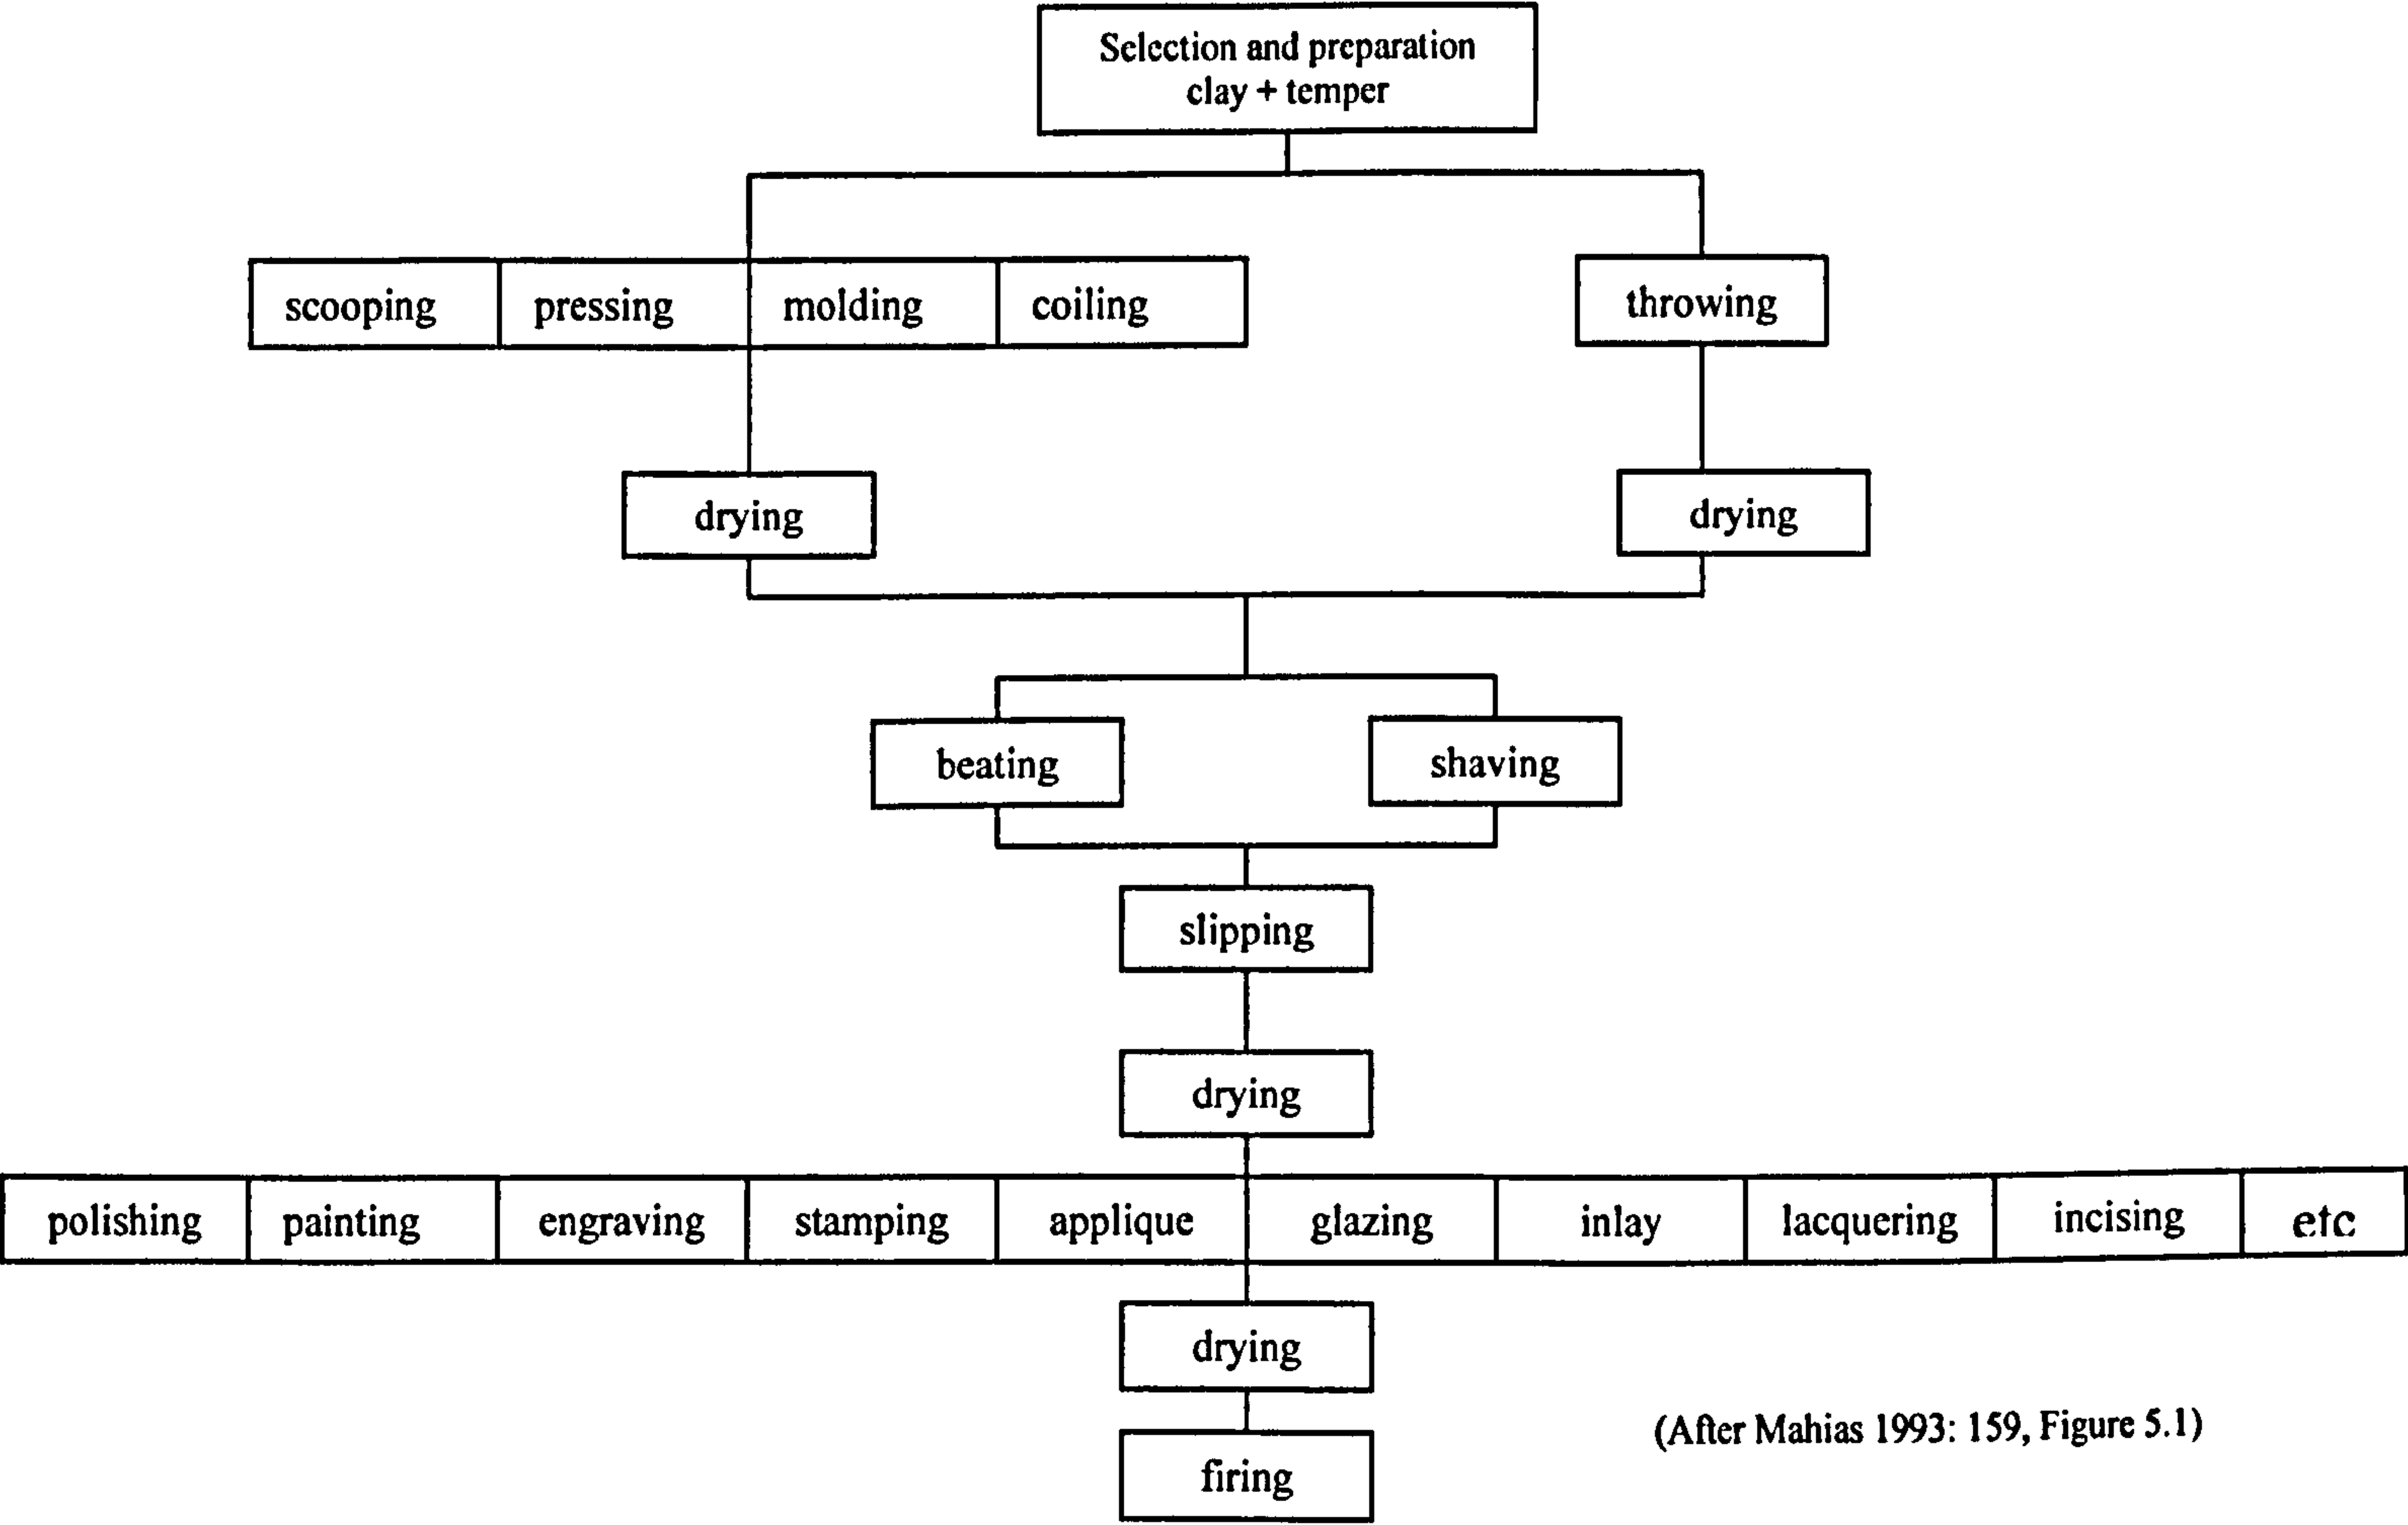 Selection and preparation
clay + temper
scooping
pressing
molding
coiling
throwing
drying
drying
beating
shaving
slipping
drying
polishing
painting
engraving
stamping
applique
glazing
inlay
lacquering
incising
etc
drying
(After Mahias 1993: 159, Figure 5.1)
firing